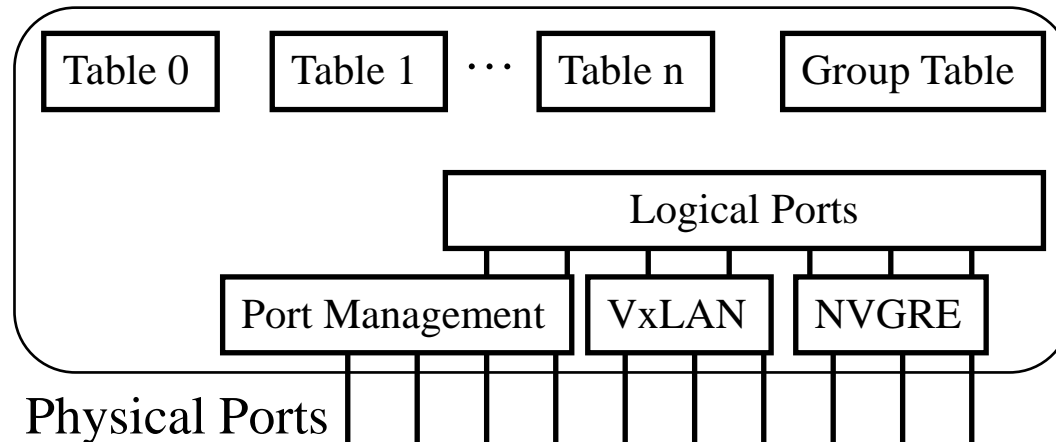 Table 0 Table 1 ··· Table n Group Table
Logical Ports
Port Management VxLAN NVGRE
Physical Ports